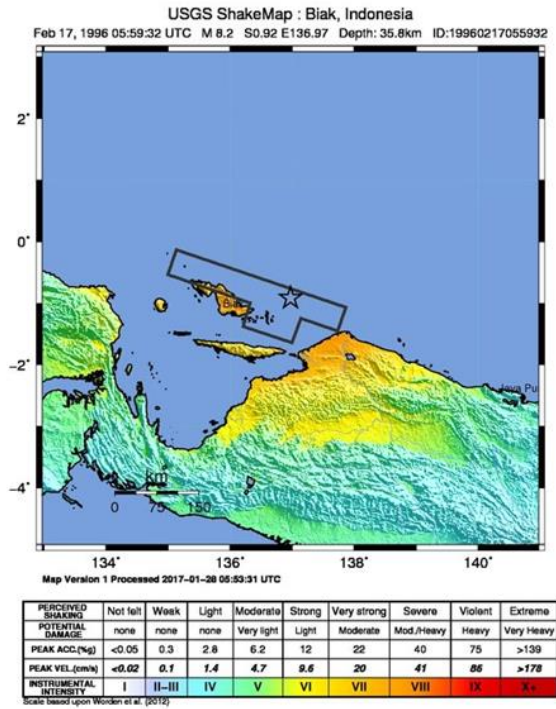 USGS ShakeMap : Biak, Indonesia
Feb 17, 1996 05:59:32 UTC M 8.2 S0.92 E136.97 Depth: 35.8km ID:19960217055932
2°
0°
Biak
−2°
Jaya Pu
−4°
km
0 75 150
134° 136° 138° 140°
Map Version 1 Processed 2017−01−28 05:53:31 UTC
PERCEIVED SHAKING Not felt Weak Light Moderate Strong Very strong Severe Violent Extreme
POTENTIAL DAMAGE none none none Very light Light Moderate Mod./Heavy Heavy Very Heavy
PEAK ACC.(%g) <0.05 0.3 2.8 6.2 12 22 40 75 >139
PEAK VEL.(cm/s) <0.02 0.1 1.4 4.7 9.6 20 41 86 >178
INSTRUMENTAL INTENSITY I II−III IV V VI VII VIII IX X+
Scale based upon Worden et al. (2012)